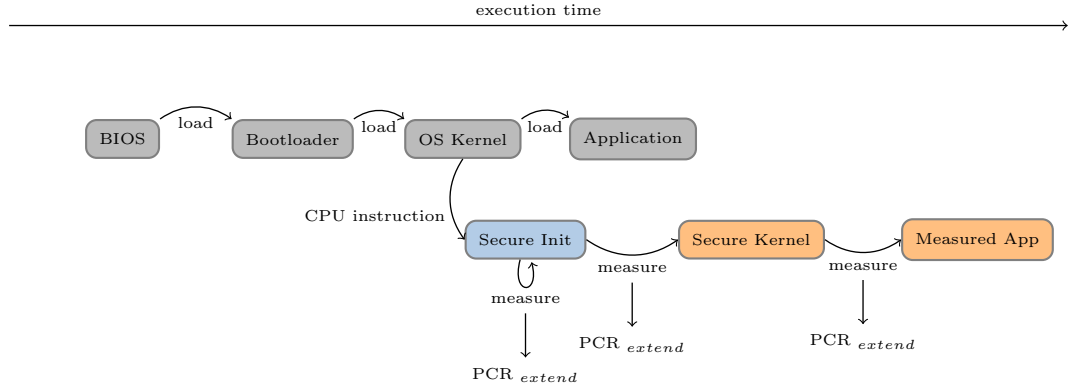 execution time
BIOS
load
Bootloader
load
OS Kernel
load
Application
CPU instruction
Secure Init
measure
PCR extend
measure
PCR extend
Secure Kernel
measure
PCR extend
Measured App